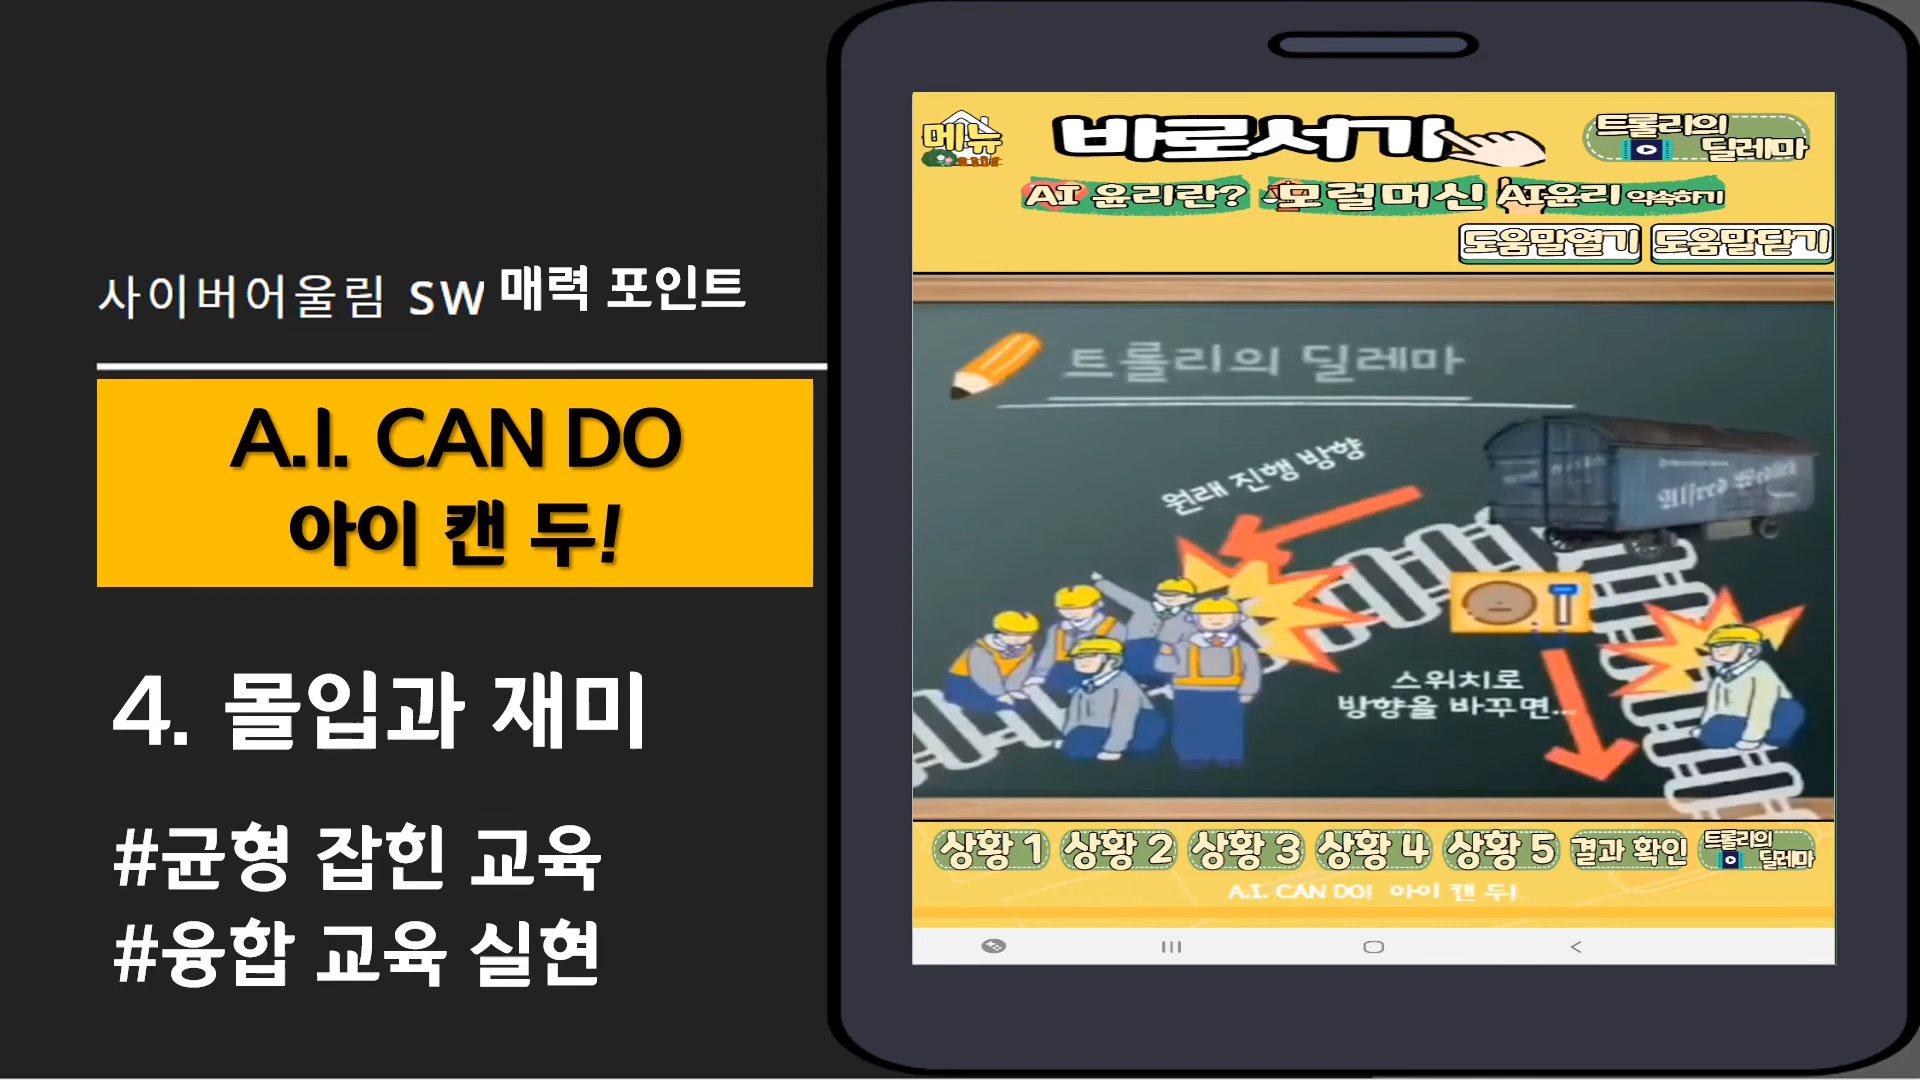 사이버어울림 SW 매력 포인트
A.I. CAN DO
아이 캔 두!
4. 몰입과 재미
#균형 잡힌 교육
#융합 교육 실현
메뉴
바로서기
트롤리의
딜레마
AI 윤리란?
모럴머신
AI윤리 약속하기
도움말열기
도움말닫기
트롤리의 딜레마
원래 진행 방향
Alfred
스위치로
방향을 바꾸면...
상황 1
상황 2
상황 3
상황 4
상황 5
결과 확인
트롤리의
딜레마
A.I. CAN DO! 아이 캔 두!